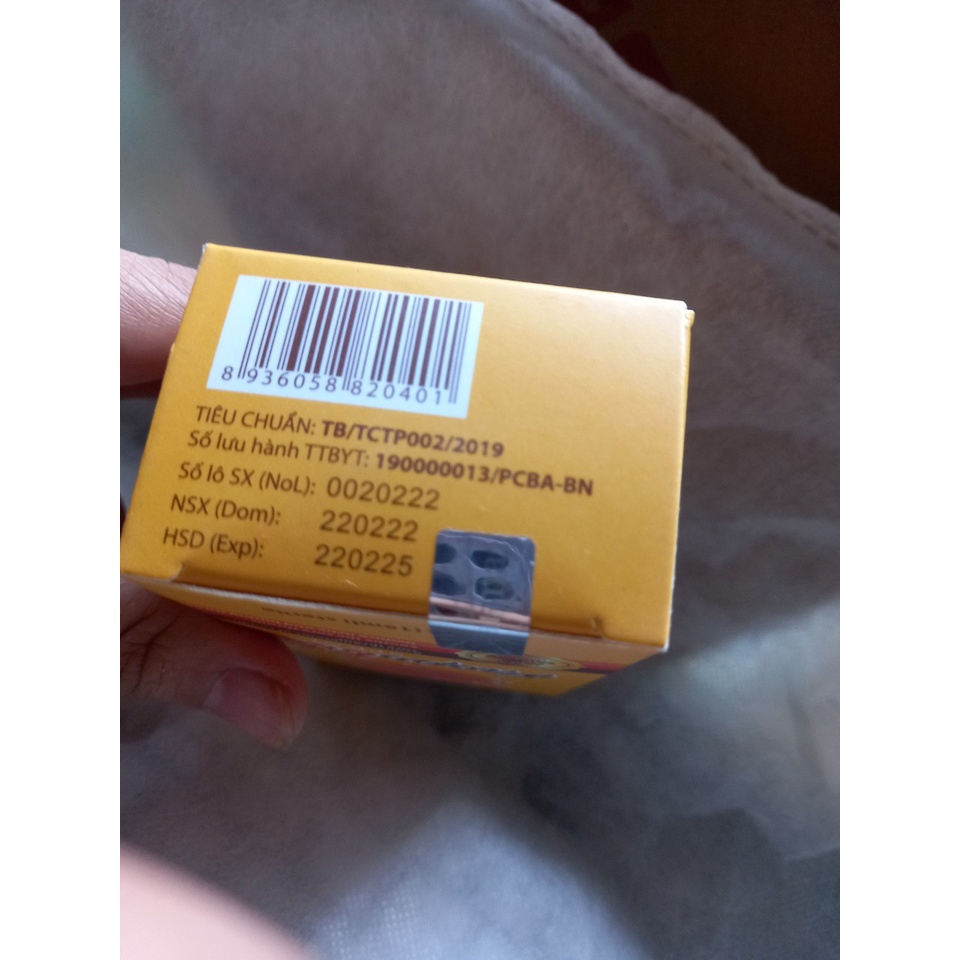 8 936058 820401
TIÊU CHUẨN: TB/TCTP002/2019
Số lưu hành TTBYT: 190000013/PCBA-BN
Số lô SX (NoL): 0020222
NSX (Dom): 220222
HSD (Exp): 220225